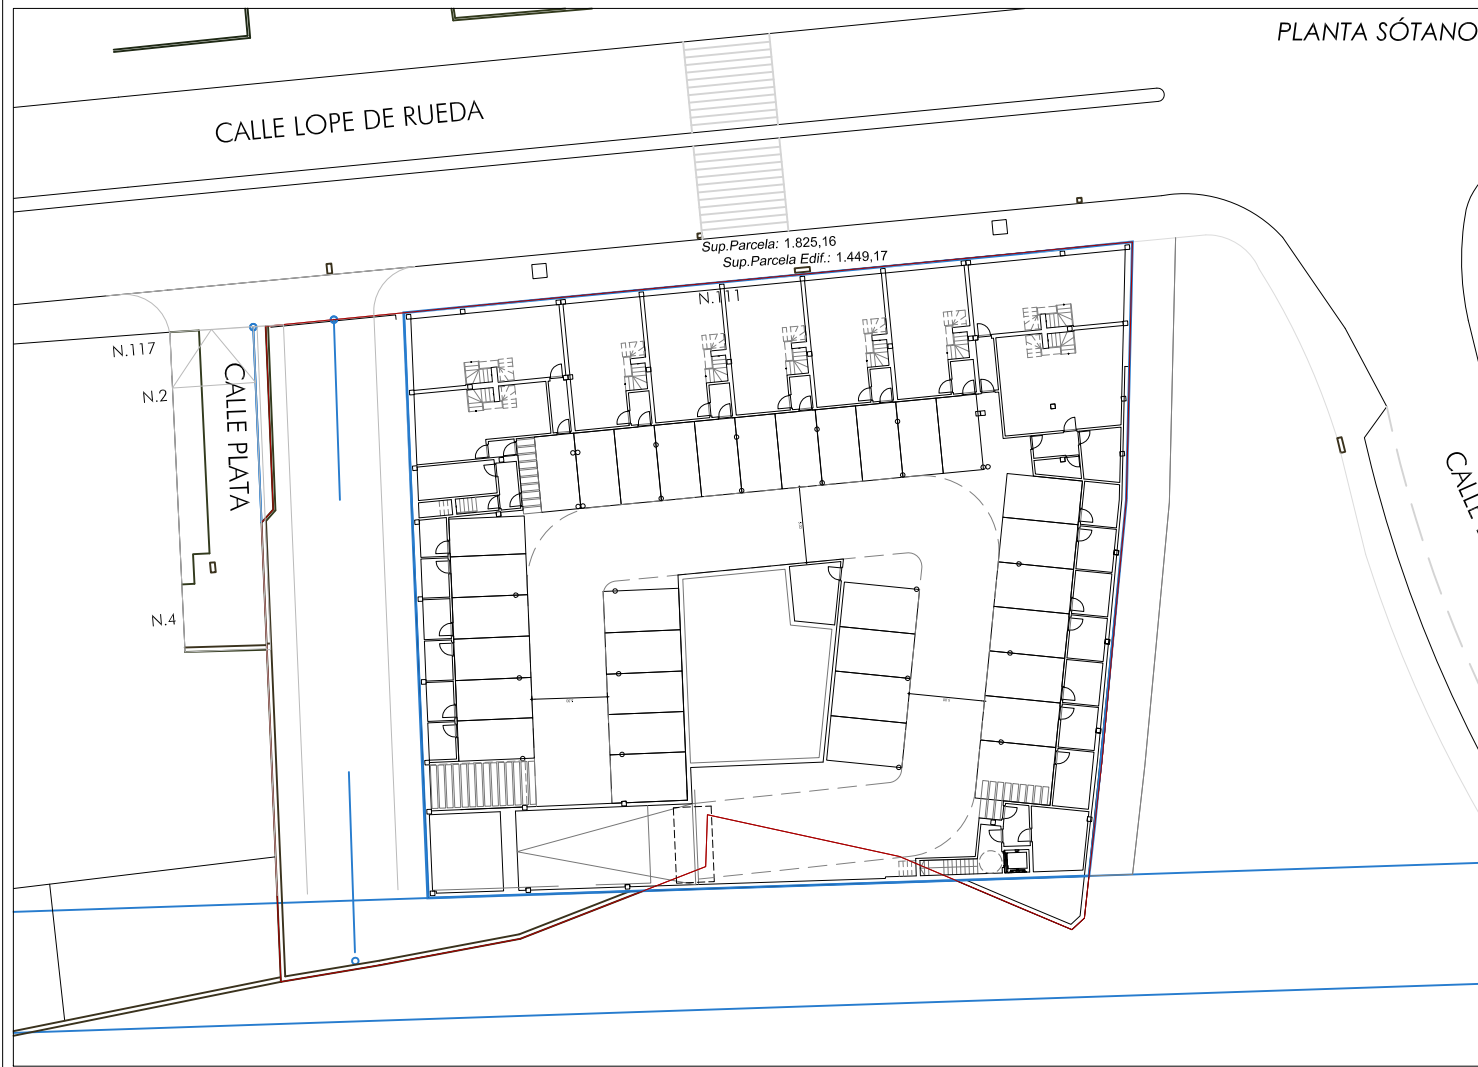 PLANTA SÓTANO
CALLE LOPE DE RUEDA
Sup.Parcela: 1.825,16
Sup.Parcela Edif.: 1.449,17
N.111
N.117
N.2
CALLE PLATA
N.4
CALLE